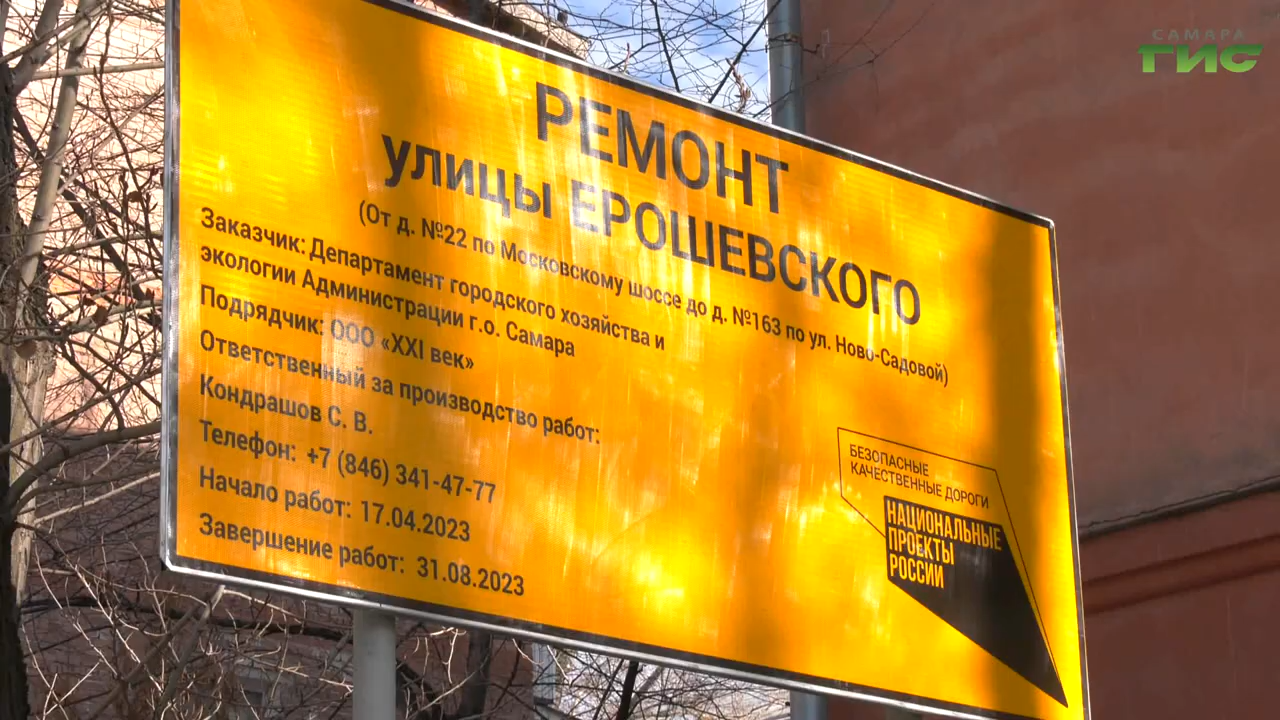 САМАРА
ГИС
РЕМОНТ
улицы ЕРОШЕВСКОГО
(От д. №22 по Московскому шоссе до д. №163 по ул. Ново-Садовой)
Заказчик: Департамент городского хозяйства и
экологии Администрации г.о. Самара
Подрядчик: ООО «XXI век»
Ответственный за производство работ:
Кондрашов С. В.
Телефон: +7 (846) 341-47-77
Начало работ: 17.04.2023
Завершение работ: 31.08.2023
БЕЗОПАСНЫЕ
КАЧЕСТВЕННЫЕ ДОРОГИ
НАЦИОНАЛЬНЫЕ
ПРОЕКТЫ
РОССИИ